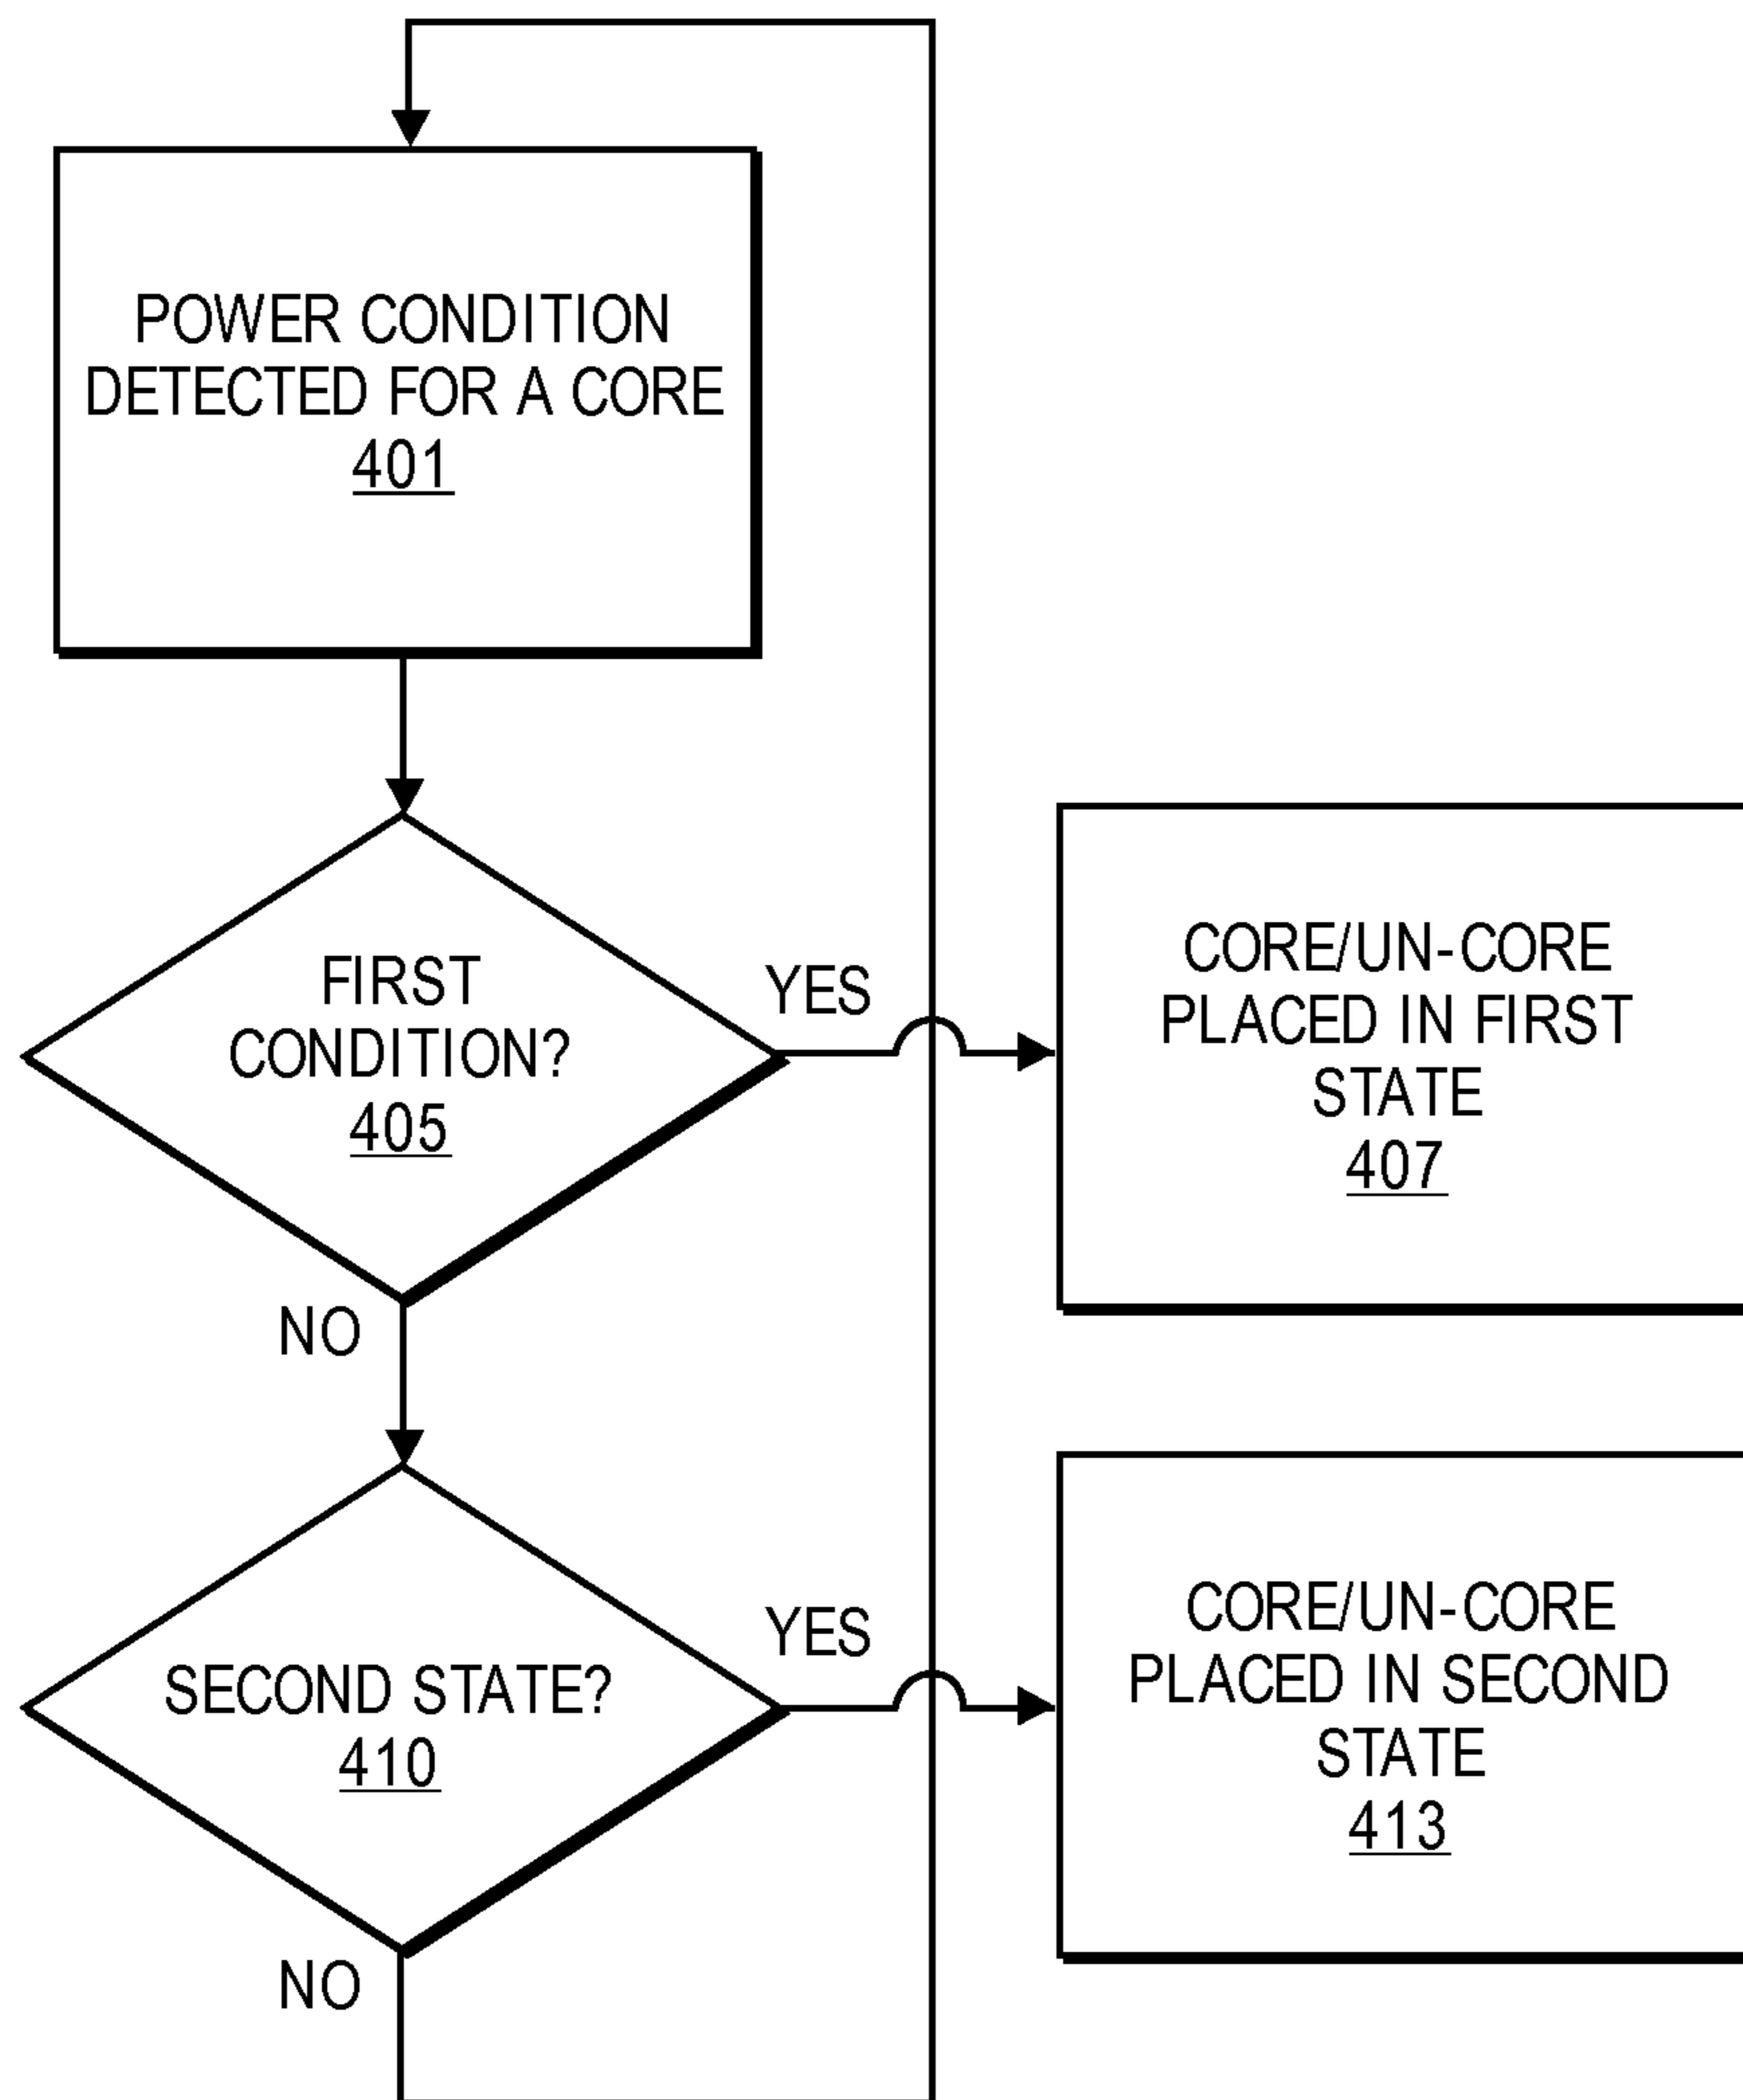 POWER CONDITION
DETECTED FOR A CORE
401
FIRST
CONDITION?
405
YES
CORE/UN-CORE
PLACED IN FIRST
STATE
407
NO
SECOND STATE?
410
YES
CORE/UN-CORE
PLACED IN SECOND
STATE
413
NO